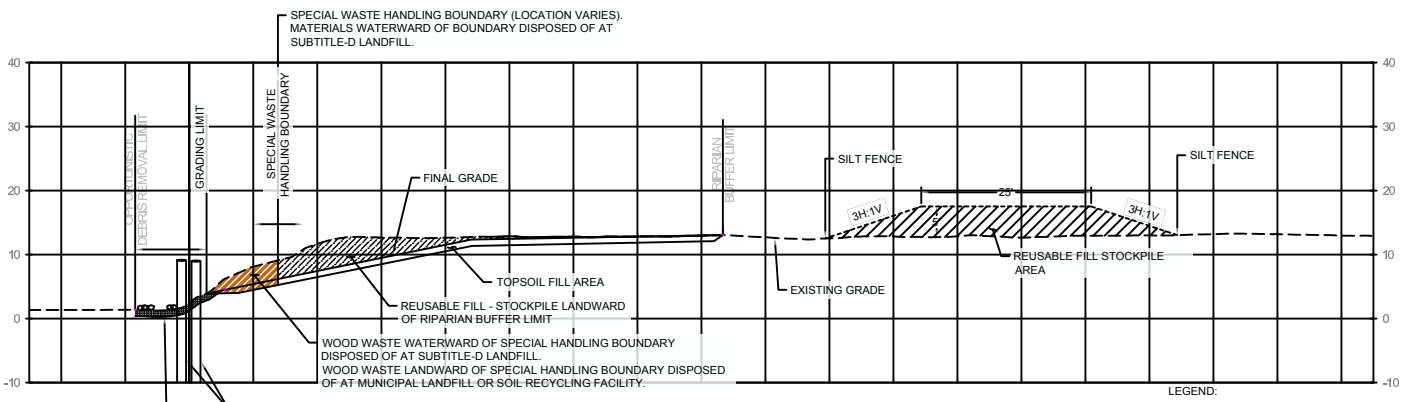 SPECIAL WASTE HANDLING BOUNDARY (LOCATION VARIES).
MATERIALS WATERWARD OF BOUNDARY DISPOSED OF AT
SUBTITLE-D LANDFILL.
40
40
30
30
20
20
10
10
0
0
-10
-10
OPPORTUNISTIC
DEBRIS REMOVAL LIMIT
GRADING LIMIT
SPECIAL WASTE
HANDLING BOUNDARY
FINAL GRADE
RIPARIAN
BUFFER LIMIT
SILT FENCE
SILT FENCE
25'
3H:1V
5'
3H:1V
TOPSOIL FILL AREA
REUSABLE FILL STOCKPILE
AREA
EXISTING GRADE
REUSABLE FILL - STOCKPILE LANDWARD
OF RIPARIAN BUFFER LIMIT
WOOD WASTE WATERWARD OF SPECIAL HANDLING BOUNDARY
DISPOSED OF AT SUBTITLE-D LANDFILL.
WOOD WASTE LANDWARD OF SPECIAL HANDLING BOUNDARY DISPOSED
OF AT MUNICIPAL LANDFILL OR SOIL RECYCLING FACILITY.
LEGEND: